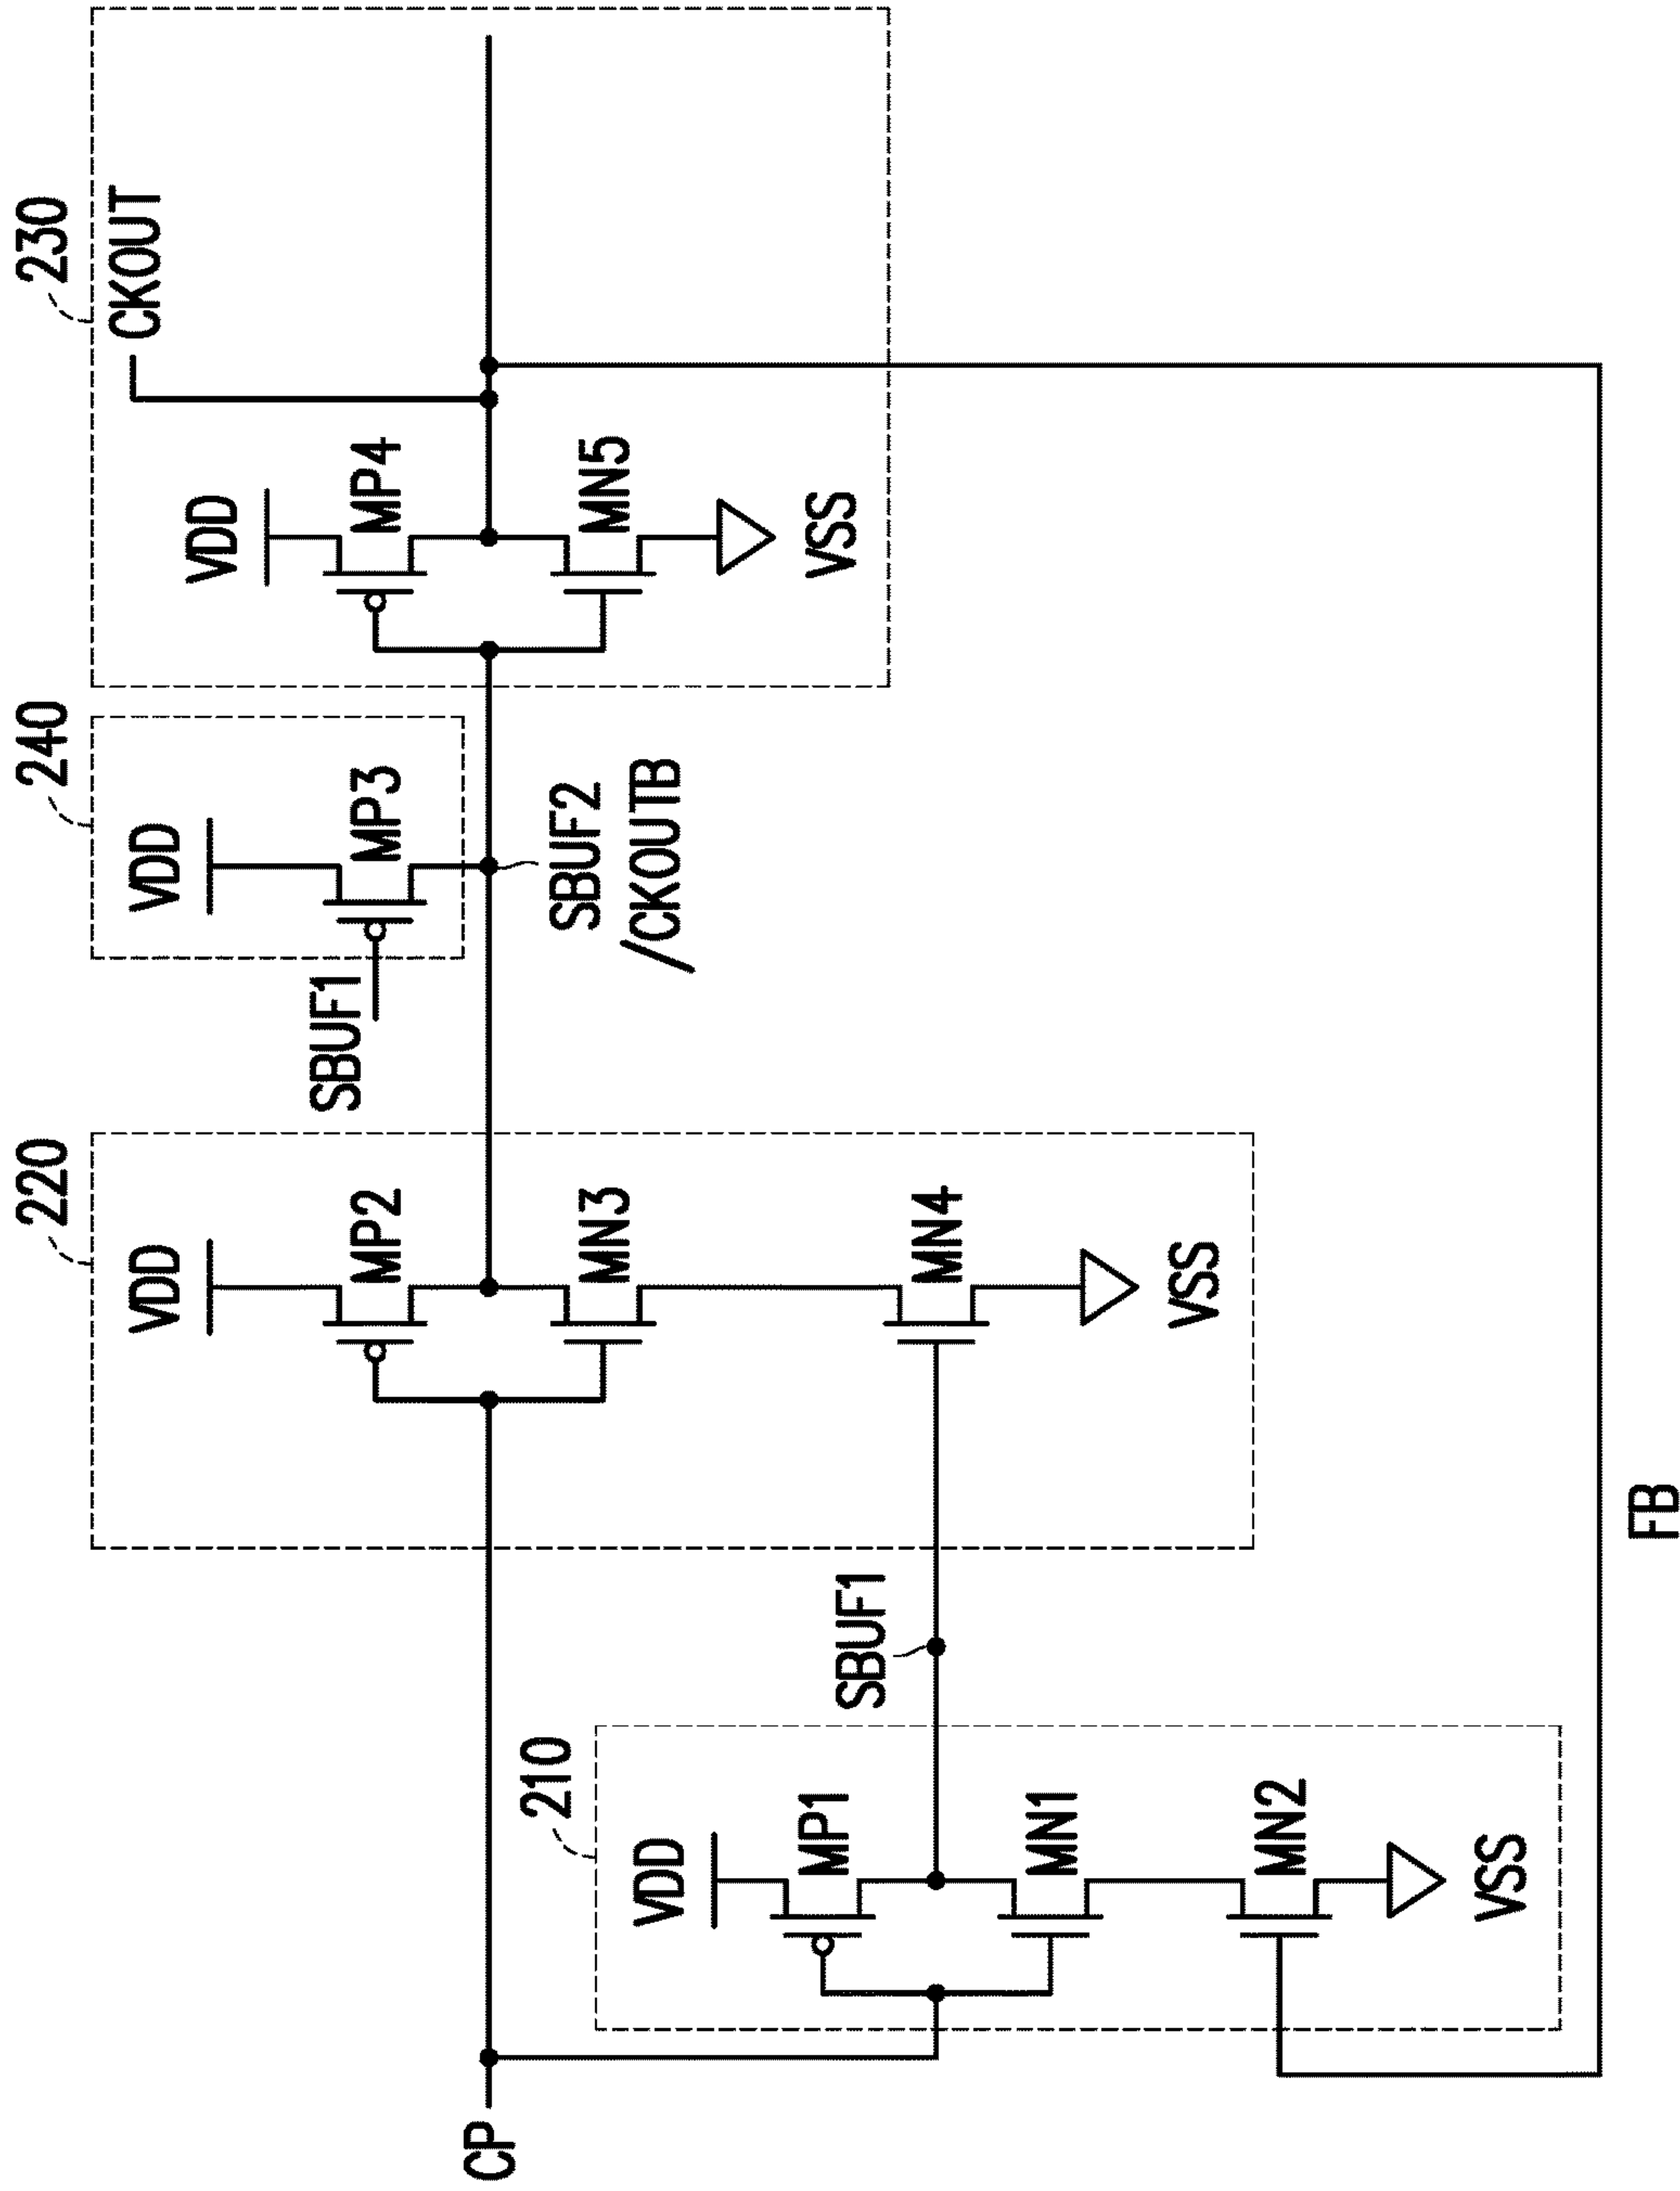 230
CKOUT
VDD
MP4
MN5
VSS
240
VDD
MP3
SBUF1
SBUF2
/CKOUTB
220
VDD
MP2
MN3
MN4
VSS
SBUF1
210
VDD
MP1
MN1
MN2
VSS
CP
FB